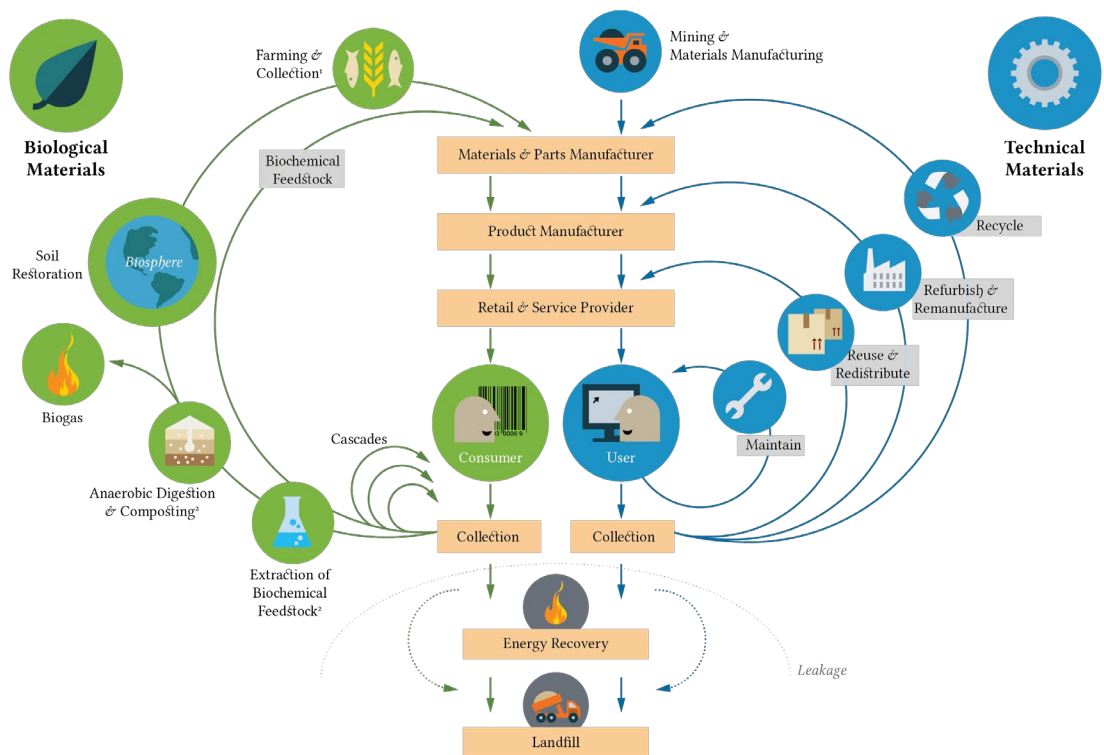 Farming &
Collection¹
Mining &
Materials Manufacturing
Biological
Materials
Technical
Materials
Materials & Parts Manufacturer
Biochemical
Feedstock
Recycle
Product Manufacturer
Soil
Restoration
Biosphere
Refurbish &
Remanufacture
Retail & Service Provider
Reuse &
Redistribute
Biogas
Cascades
0006 9
Consumer
User
Maintain
Anaerobic Digestion
& Composting²
Collection
Collection
Extraction of
Biochemical
Feedstock²
Energy Recovery
Leakage
Landfill